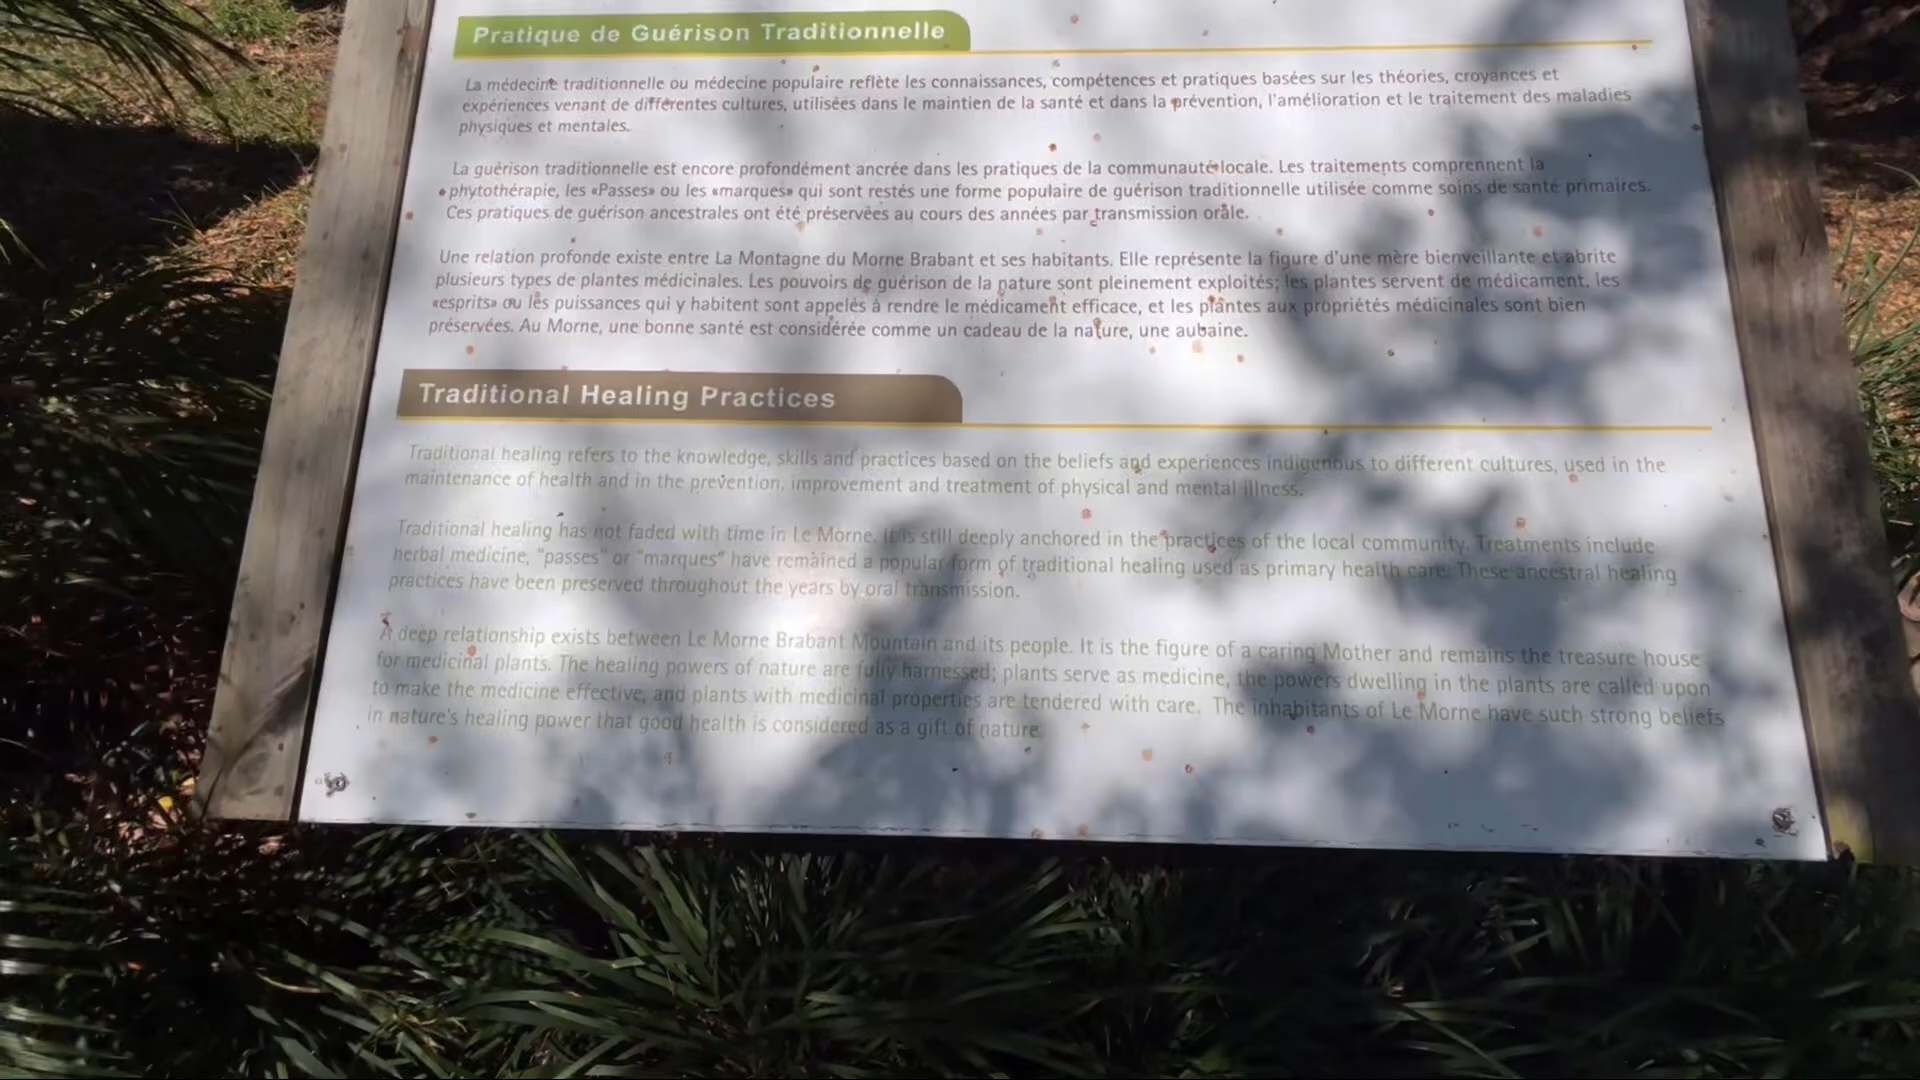 Pratique de Guérison Traditionnelle
La médecine traditionnelle ou médecine populaire reflète les connaissances, compétences et pratiques basées sur les théories, croyances et
expériences venant de différentes cultures, utilisées dans le maintien de la santé et dans la prévention, l'amélioration et le traitement des maladies
physiques et mentales.
La guérison traditionnelle est encore profondément ancrée dans les pratiques de la communauté locale. Les traitements comprennent la
phytothérapie, les «Passes» ou les «marques» qui sont restés une forme populaire de guérison traditionnelle utilisée comme soins de santé primaires.
Ces pratiques de guérison ancestrales ont été préservées au cours des années par transmission orale.
Une relation profonde existe entre La Montagne du Morne Brabant et ses habitants. Elle représente la figure d'une mère bienveillante et abrite
plusieurs types de plantes médicinales. Les pouvoirs de guérison de la nature sont pleinement exploités; les plantes servent de médicament, les
«esprits» ou les puissances qui y habitent sont appelés à rendre le médicament efficace, et les plantes aux propriétés médicinales sont bien
préservées. Au Morne, une bonne santé est considérée comme un cadeau de la nature, une aubaine.
Traditional Healing Practices
Traditional healing refers to the knowledge, skills and practices based on the beliefs and experiences indigenous to different cultures, used in the
maintenance of health and in the prevention, improvement and treatment of physical and mental illness.
Traditional healing has not faded with time in Le Morne. It is still deeply anchored in the practices of the local community. Treatments include
herbal medicine, "passes" or "marques" have remained a popular form of traditional healing used as primary health care. These ancestral healing
practices have been preserved throughout the years by oral transmission.
A deep relationship exists between Le Morne Brabant Mountain and its people. It is the figure of a caring Mother and remains the treasure house
for medicinal plants. The healing powers of nature are fully harnessed; plants serve as medicine, the powers dwelling in the plants are called upon
to make the medicine effective, and plants with medicinal properties are tendered with care. The inhabitants of Le Morne have such strong beliefs
in nature's healing power that good health is considered as a gift of nature.